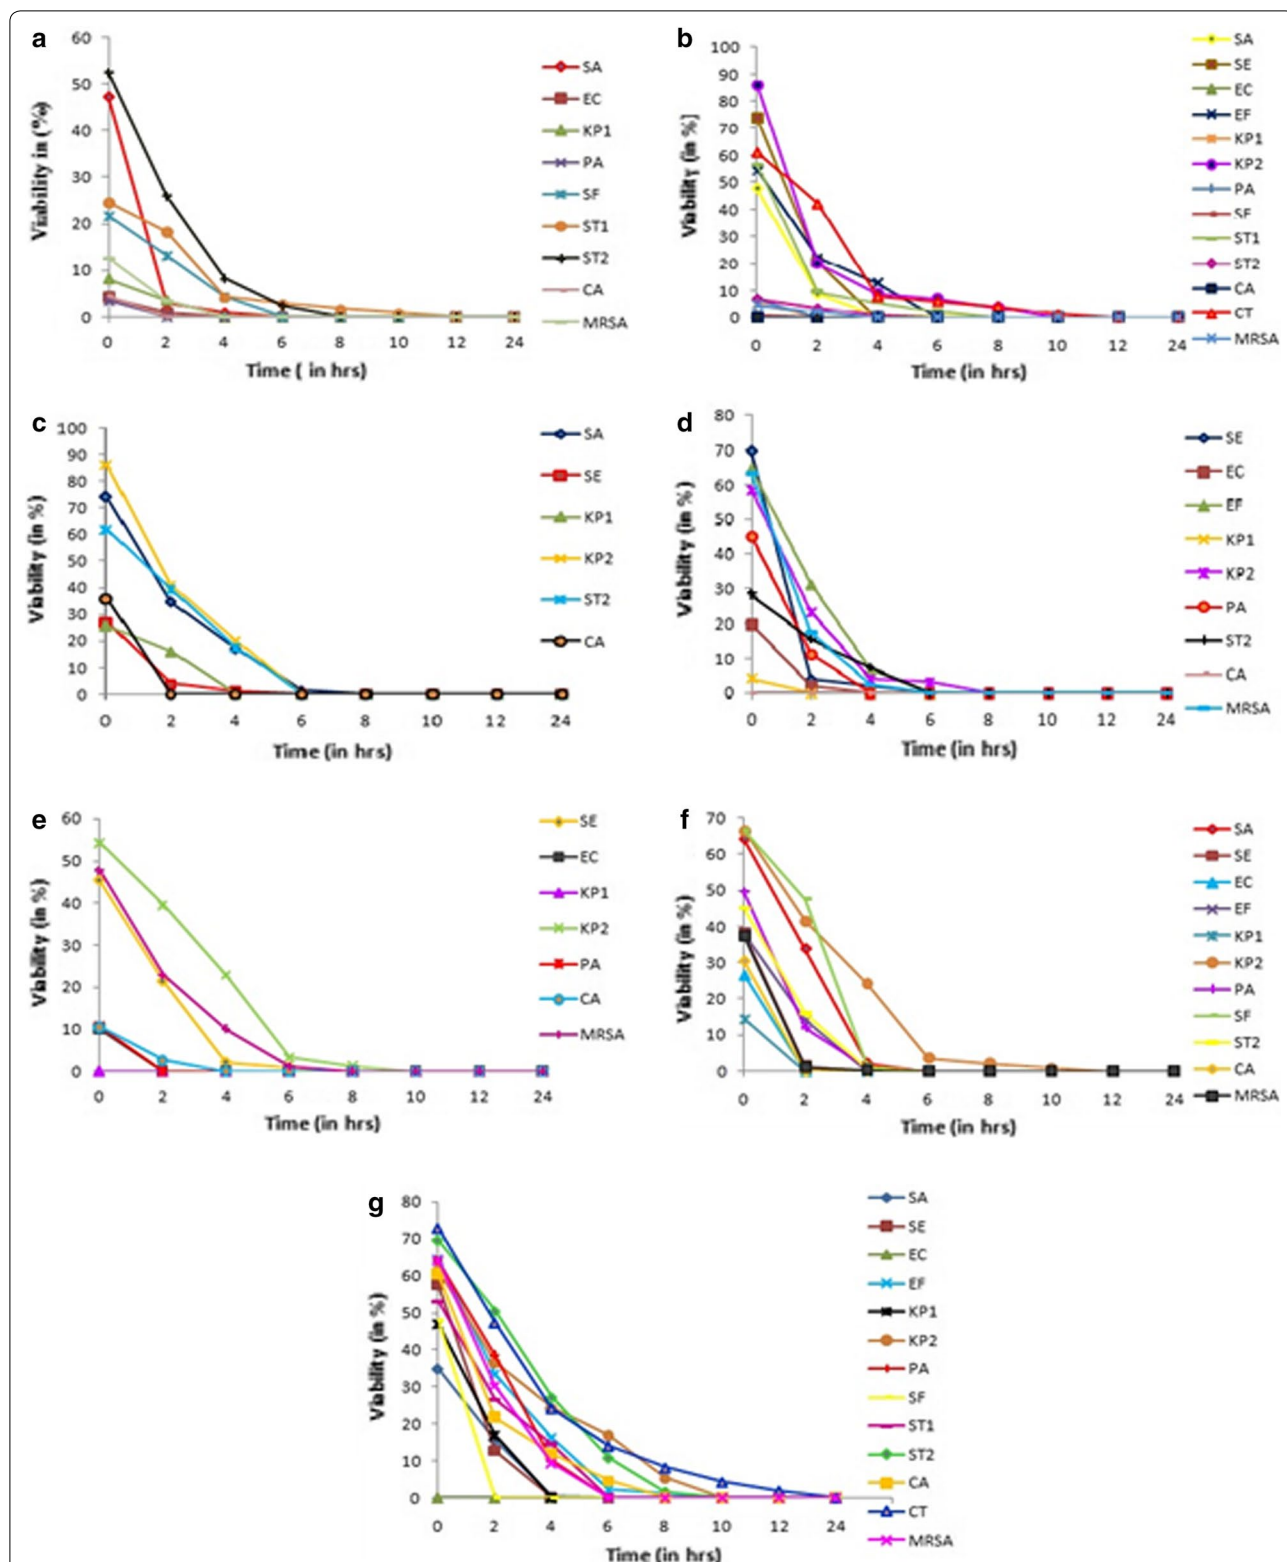 a
60
50
40
30
20
10
0
Viability in (%)
0 2 4 6 8 10 12 24
Time ( in hrs)
SA
EC
KP1
PA
SF
ST1
ST2
CA
MRSA
b
100
90
80
70
60
50
40
30
20
10
0
Viability (in %]
0 2 4 6 8 10 12 24
Time (in hrs)
SA
SE
EC
EF
KP1
KP2
PA
SF
ST1
ST2
CA
CT
MRSA
c
100
90
80
70
60
50
40
30
20
10
0
Viability (in %)
0 2 4 6 8 10 12 24
Time (in hrs)
SA
SE
KP1
KP2
ST2
CA
d
80
70
60
50
40
30
20
10
0
Viability (in %)
0 2 4 6 8 10 12 24
Time (in hrs)
SE
EC
EF
KP1
KP2
PA
ST2
CA
MRSA
e
60
50
40
30
20
10
0
Viability (in %)
0 2 4 6 8 10 12 24
Time (in hrs)
SE
EC
KP1
KP2
PA
CA
MRSA
f
70
60
50
40
30
20
10
0
Viability (in %)
0 2 4 6 8 10 12 24
Time (in hrs)
SA
SE
EC
EF
KP1
KP2
PA
SF
ST2
CA
MRSA
g
80
70
60
50
40
30
20
10
0
Viability (in %)
0 2 4 6 8 10 12 24
Time (in hrs)
SA
SE
EC
EF
KP1
KP2
PA
SF
ST1
ST2
CA
CT
MRSA